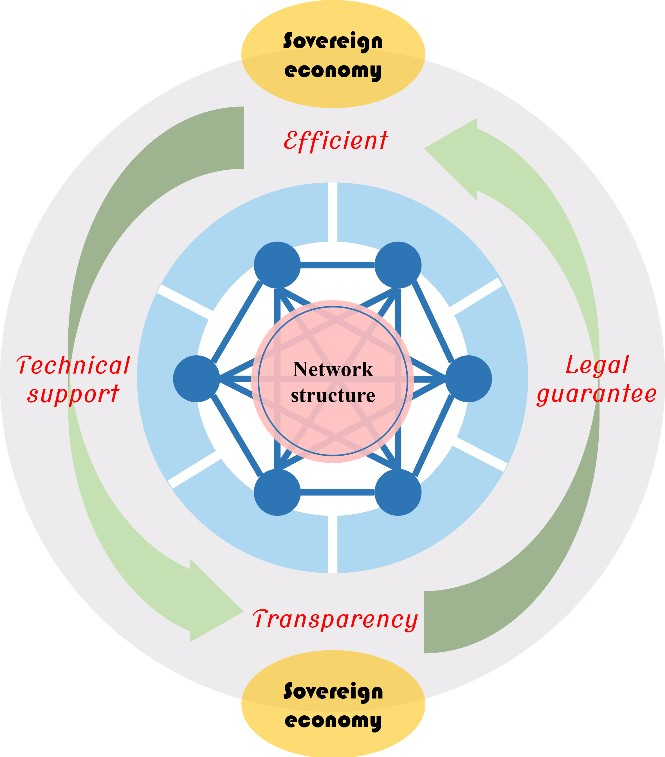 Sovereign
economy
Efficient
Technical
support
Network
structure
Legal
guarantee
Transparency
Sovereign
economy